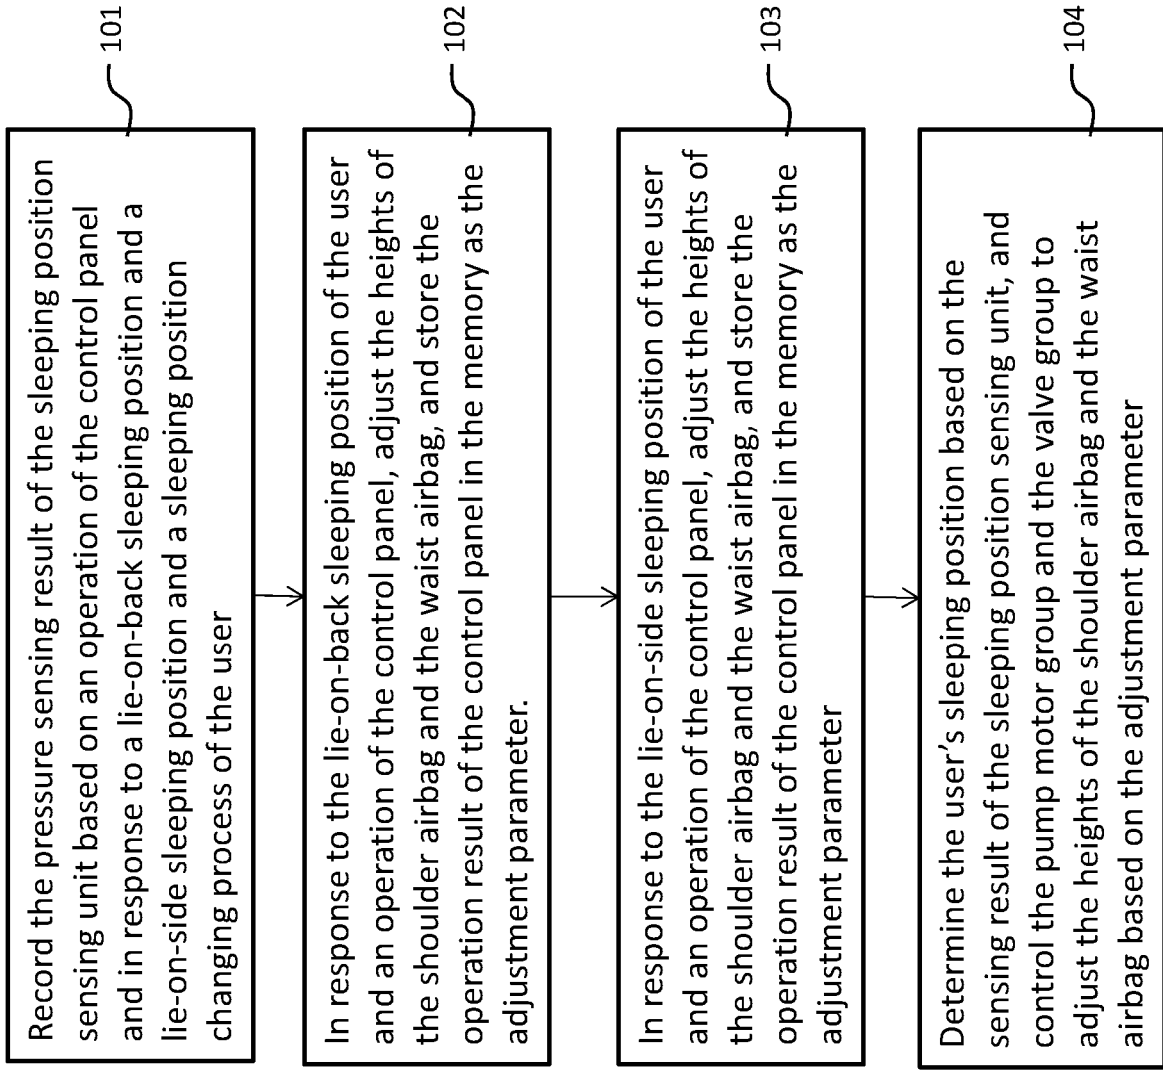 Record the pressure sensing result of the sleeping position
sensing unit based on an operation of the control panel
and in response to a lie-on-back sleeping position and a
lie-on-side sleeping position and a sleeping position
changing process of the user
101
In response to the lie-on-back sleeping position of the user
and an operation of the control panel, adjust the heights of
the shoulder airbag and the waist airbag, and store the
operation result of the control panel in the memory as the
adjustment parameter.
102
In response to the lie-on-side sleeping position of the user
and an operation of the control panel, adjust the heights of
the shoulder airbag and the waist airbag, and store the
operation result of the control panel in the memory as the
adjustment parameter
103
Determine the user's sleeping position based on the
sensing result of the sleeping position sensing unit, and
control the pump motor group and the valve group to
adjust the heights of the shoulder airbag and the waist
airbag based on the adjustment parameter
104